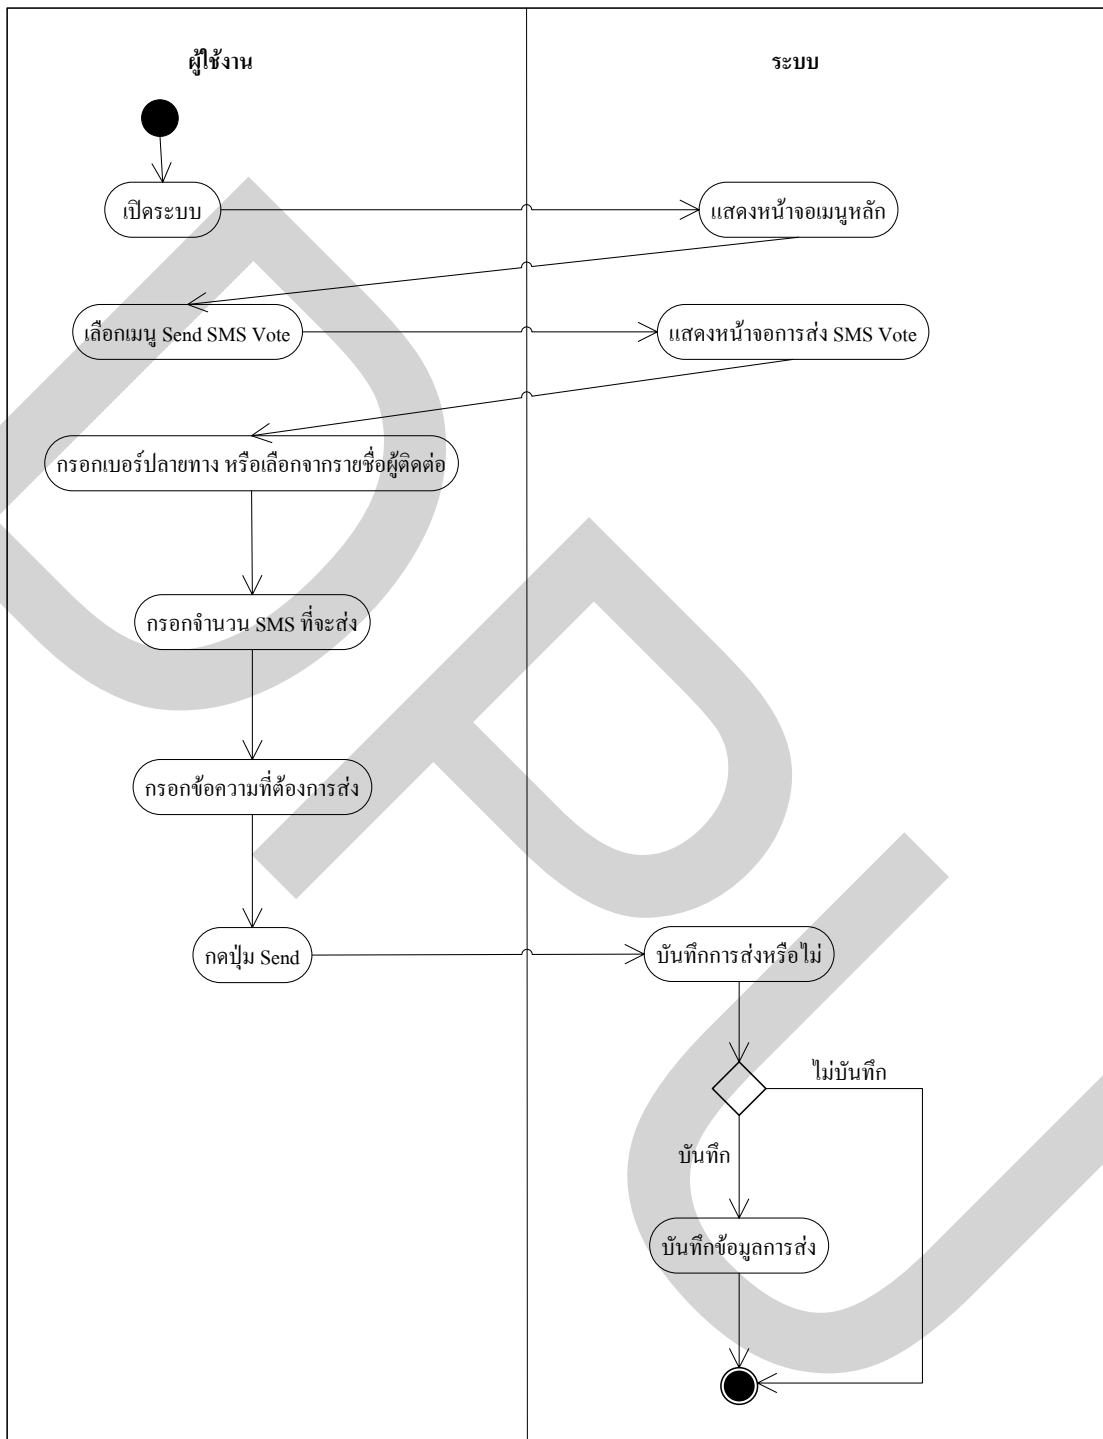 ผู้ใช้งาน
ระบบ
เปิดระบบ
แสดงหน้าจอเมนูหลัก
เลือกเมนู Send SMS Vote
แสดงหน้าจอการส่ง SMS Vote
กรอกเบอร์ปลายทาง หรือเลือกจากรายชื่อผู้ติดต่อ
กรอกจำนวน SMS ที่จะส่ง
กรอกข้อความที่ต้องการส่ง
กดปุ่ม Send
บันทึกการส่งหรือไม่
ไม่บันทึก
บันทึก
บันทึกข้อมูลการส่ง
DPU